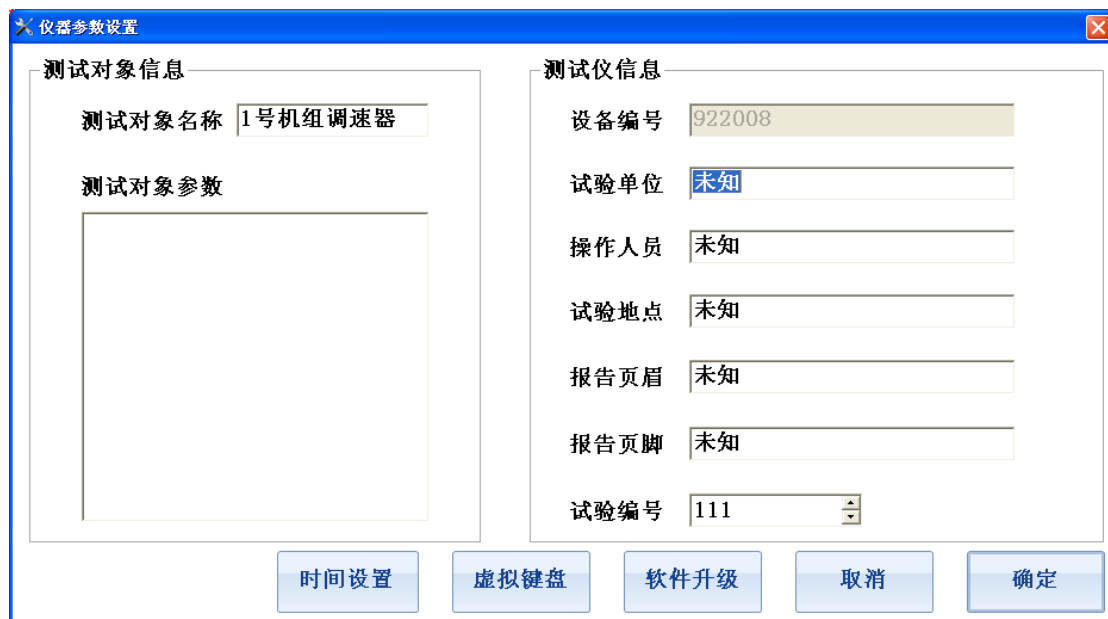 仪器参数设置
测试对象信息
测试对象名称 1号机组调速器
测试对象参数
测试仪信息
设备编号 922008
试验单位 未知
操作人员 未知
试验地点 未知
报告页眉 未知
报告页脚 未知
试验编号 111
时间设置 虚拟键盘 软件升级 取消 确定